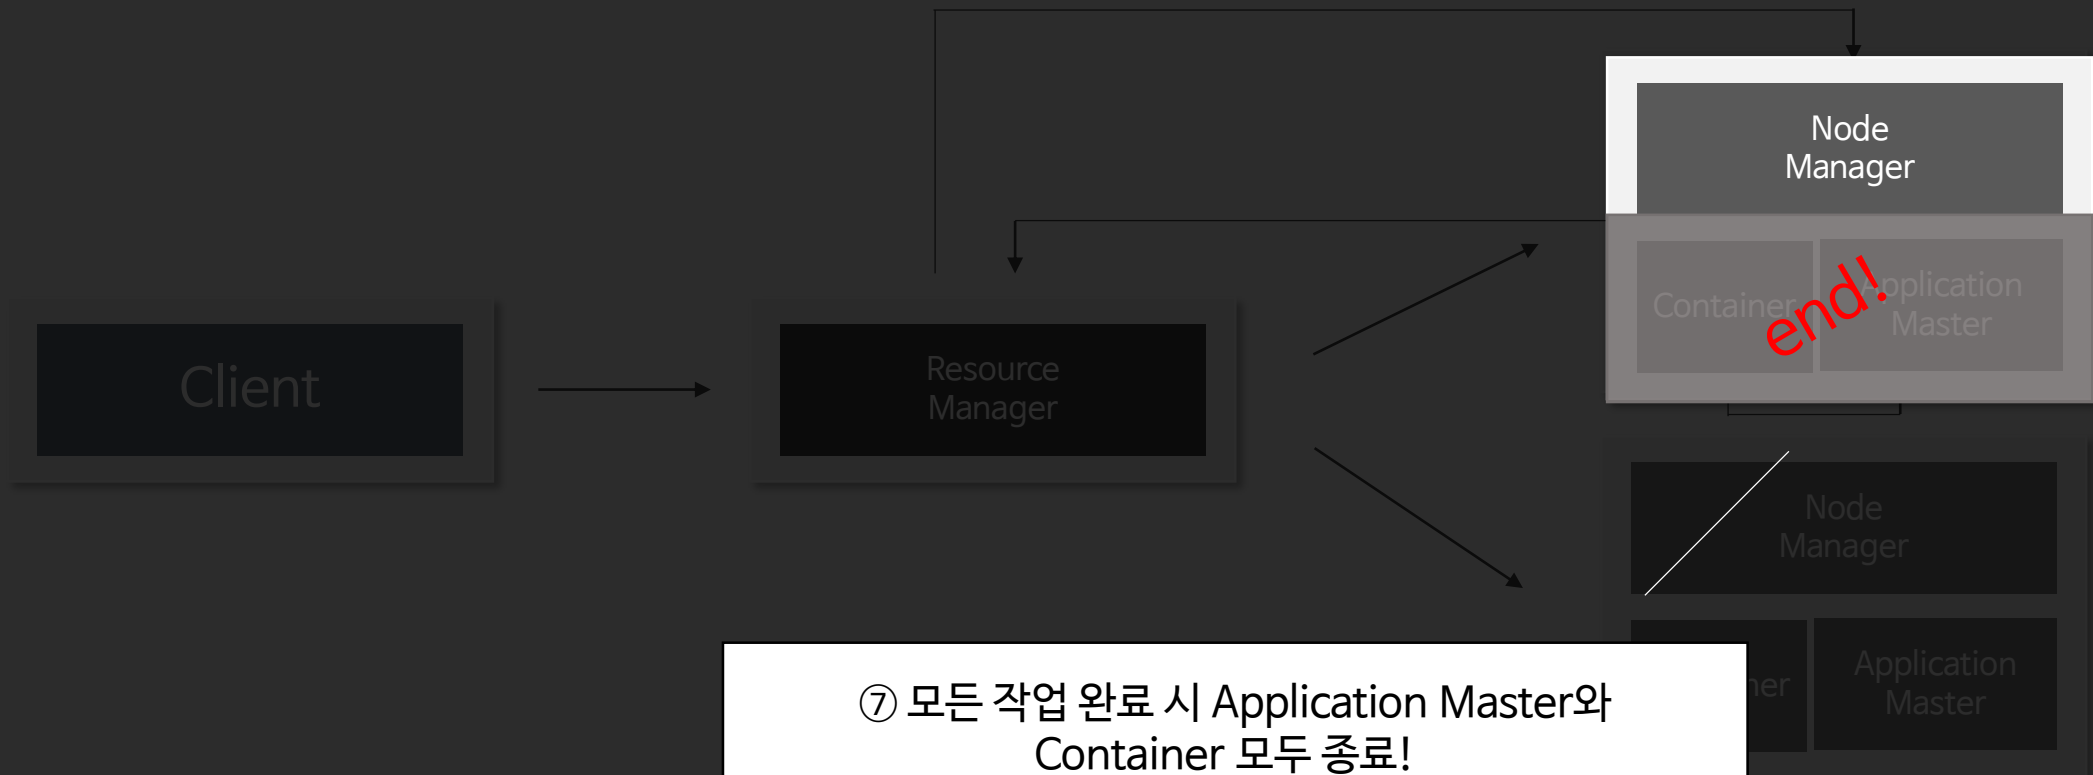 Node
Manager
Container
Application
Master
end!
Client
Resource
Manager
Node
Manager
Application
Master
⑦ 모든 작업 완료 시 Application Master와
Container 모두 종료!